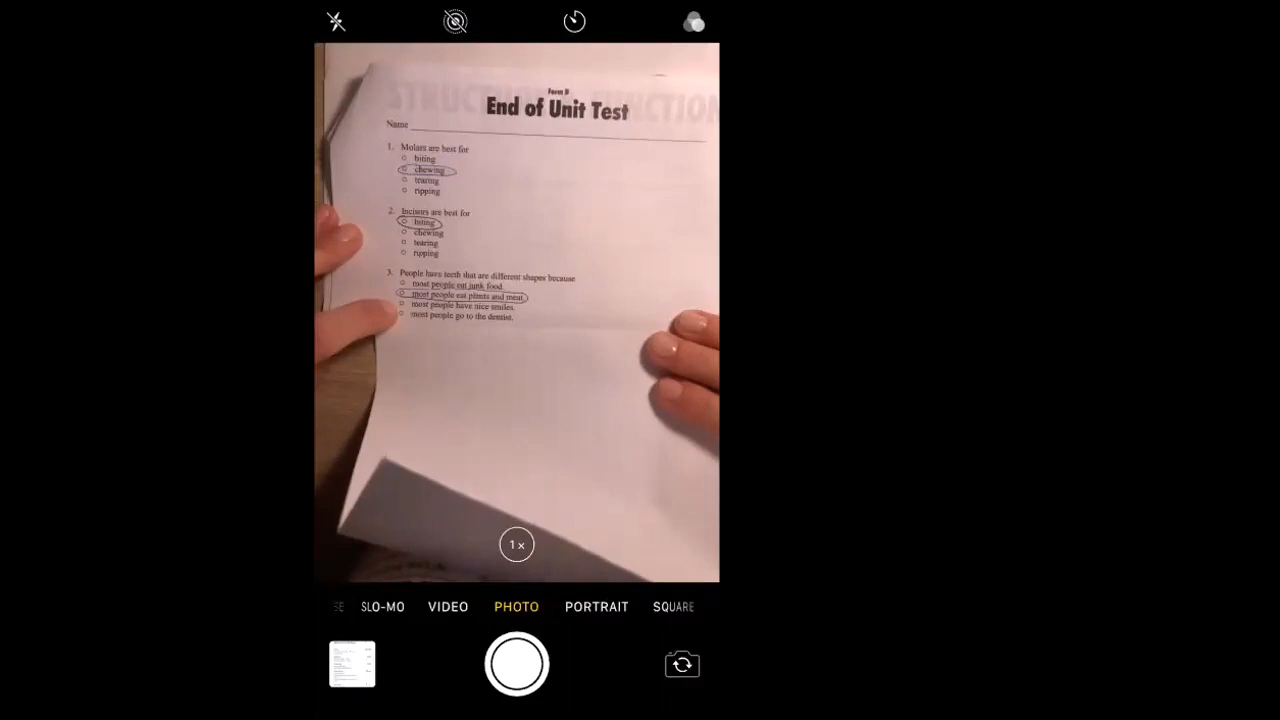 Form B
End of Unit Test
Name
1. Molars are best for
biting
chewing
tearing
ripping
2. Incisors are best for
biting
chewing
tearing
ripping
3. People have teeth that are different shapes because
most people eat junk food.
most people eat plants and meat.
most people have nice smiles.
most people go to the dentist.
1x
SLO-MO VIDEO PHOTO PORTRAIT SQUARE